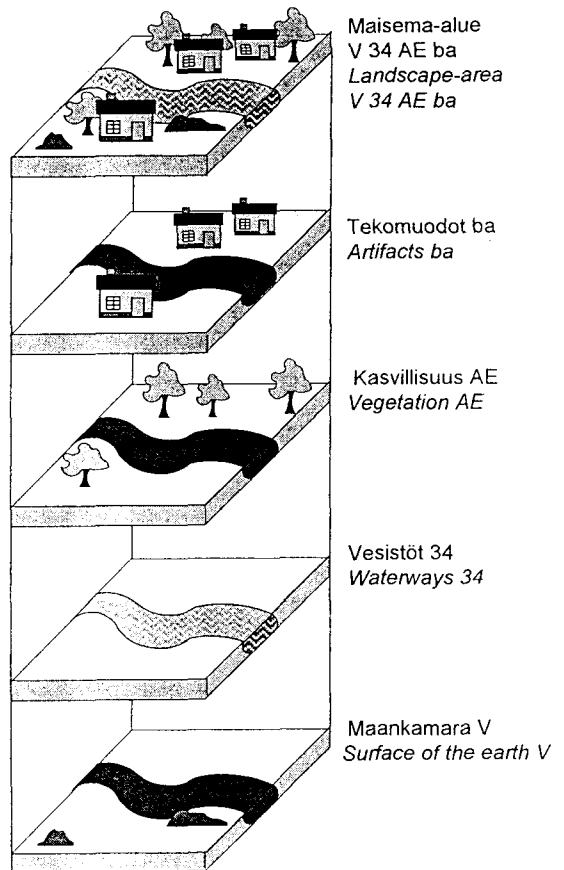 Maisema-alue
V 34 AE ba
Landscape-area
V 34 AE ba
Tekomuodot ba
Artifacts ba
Kasvillisuus AE
Vegetation AE
Vesistöt 34
Waterways 34
Maankamara V
Surface of the earth V